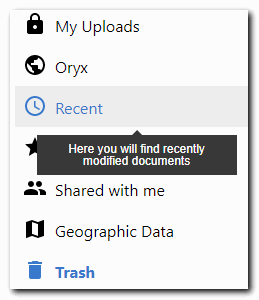 My Uploads
Oryx
Recent
Here you will find recently
modified documents
Shared with me
Geographic Data
Trash